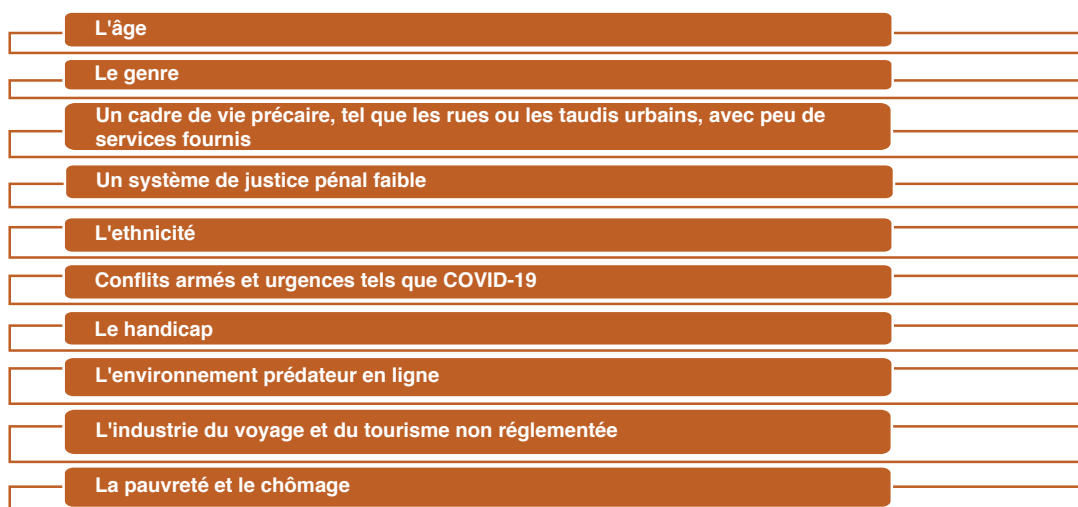 L'âge
Le genre
Un cadre de vie précaire, tel que les rues ou les taudis urbains, avec peu de
services fournis
Un système de justice pénal faible
L'ethnicité
Conflits armés et urgences tels que COVID-19
Le handicap
L'environnement prédateur en ligne
L'industrie du voyage et du tourisme non réglementée
La pauvreté et le chômage